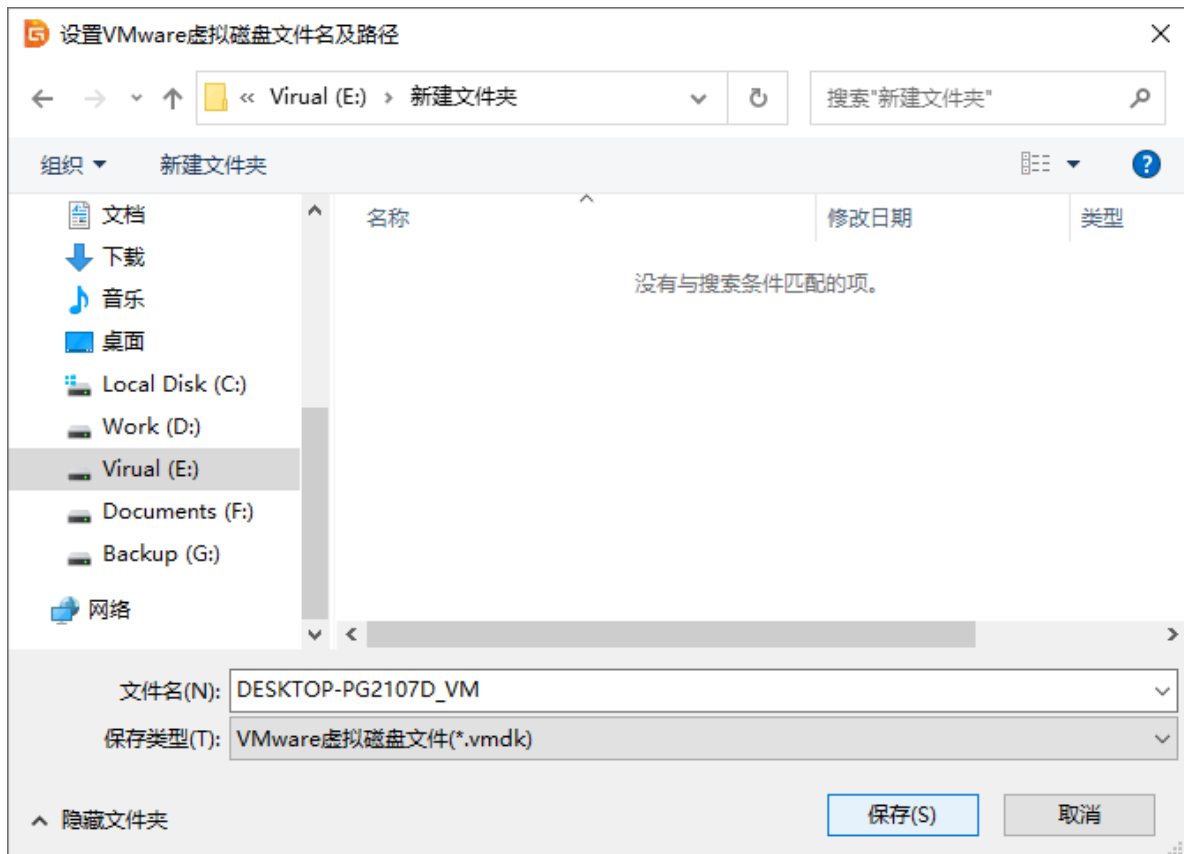 设置VMware虚拟磁盘文件名及路径
« Virual (E:) › 新建文件夹
搜索"新建文件夹"
组织 新建文件夹
名称 修改日期 类型
没有与搜索条件匹配的项。
文档
下载
音乐
桌面
Local Disk (C:)
Work (D:)
Virual (E:)
Documents (F:)
Backup (G:)
网络
文件名(N): DESKTOP-PG2107D_VM
保存类型(T): VMware虚拟磁盘文件(*.vmdk)
隐藏文件夹 保存(S) 取消